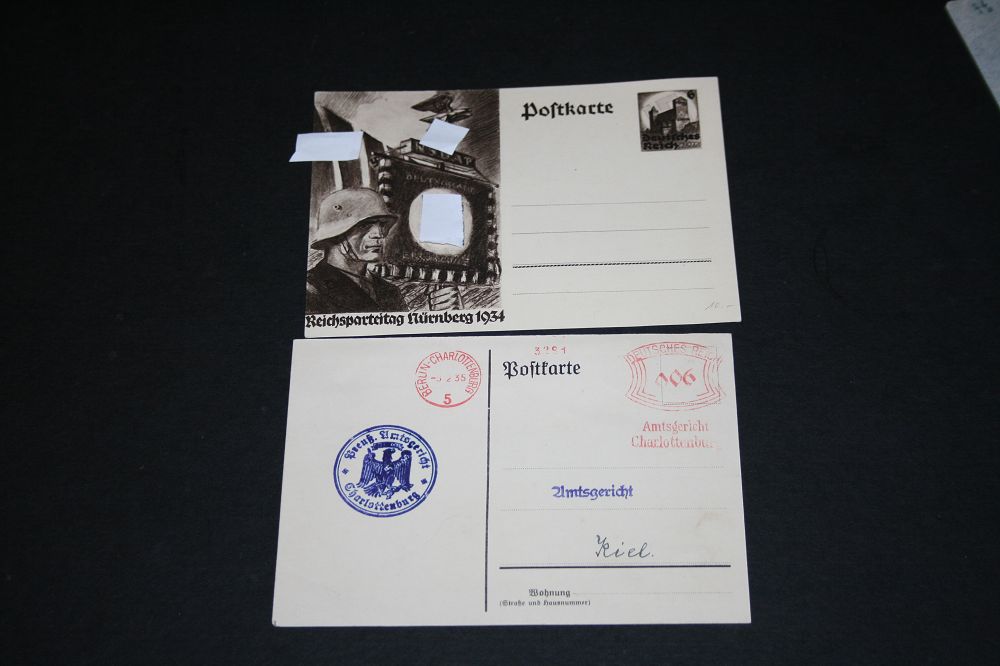 Postkarte
6
Deutsches
Reich
Reichsparteitag Nürnberg 1934
BERLIN-CHARLOTTENBURG
5
Postkarte
DEUTSCHES REICH
006
Amtsgericht
Charlottenburg
Preuß. Amtsgericht
Charlottenburg
Amtsgericht
Kiel.
Wohnung
(Straße und Hausnummer)